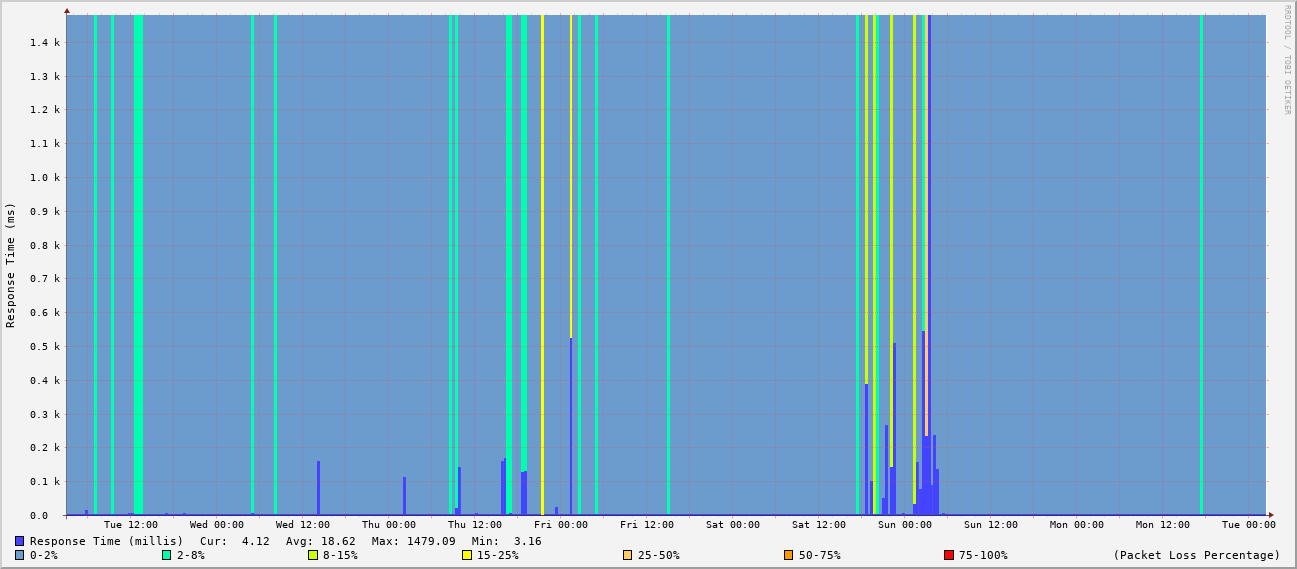 RRDTOOL / TOBI OETIKER
Response Time (ms)
1.4 k
1.3 k
1.2 k
1.1 k
1.0 k
0.9 k
0.8 k
0.7 k
0.6 k
0.5 k
0.4 k
0.3 k
0.2 k
0.1 k
0.0
Tue 12:00 Wed 00:00 Wed 12:00 Thu 00:00 Thu 12:00 Fri 00:00 Fri 12:00 Sat 00:00 Sat 12:00 Sun 00:00 Sun 12:00 Mon 00:00 Mon 12:00 Tue 00:00
Response Time (millis) Cur: 4.12 Avg: 18.62 Max: 1479.09 Min: 3.16
0-2% 2-8% 8-15% 15-25% 25-50% 50-75% 75-100% (Packet Loss Percentage)